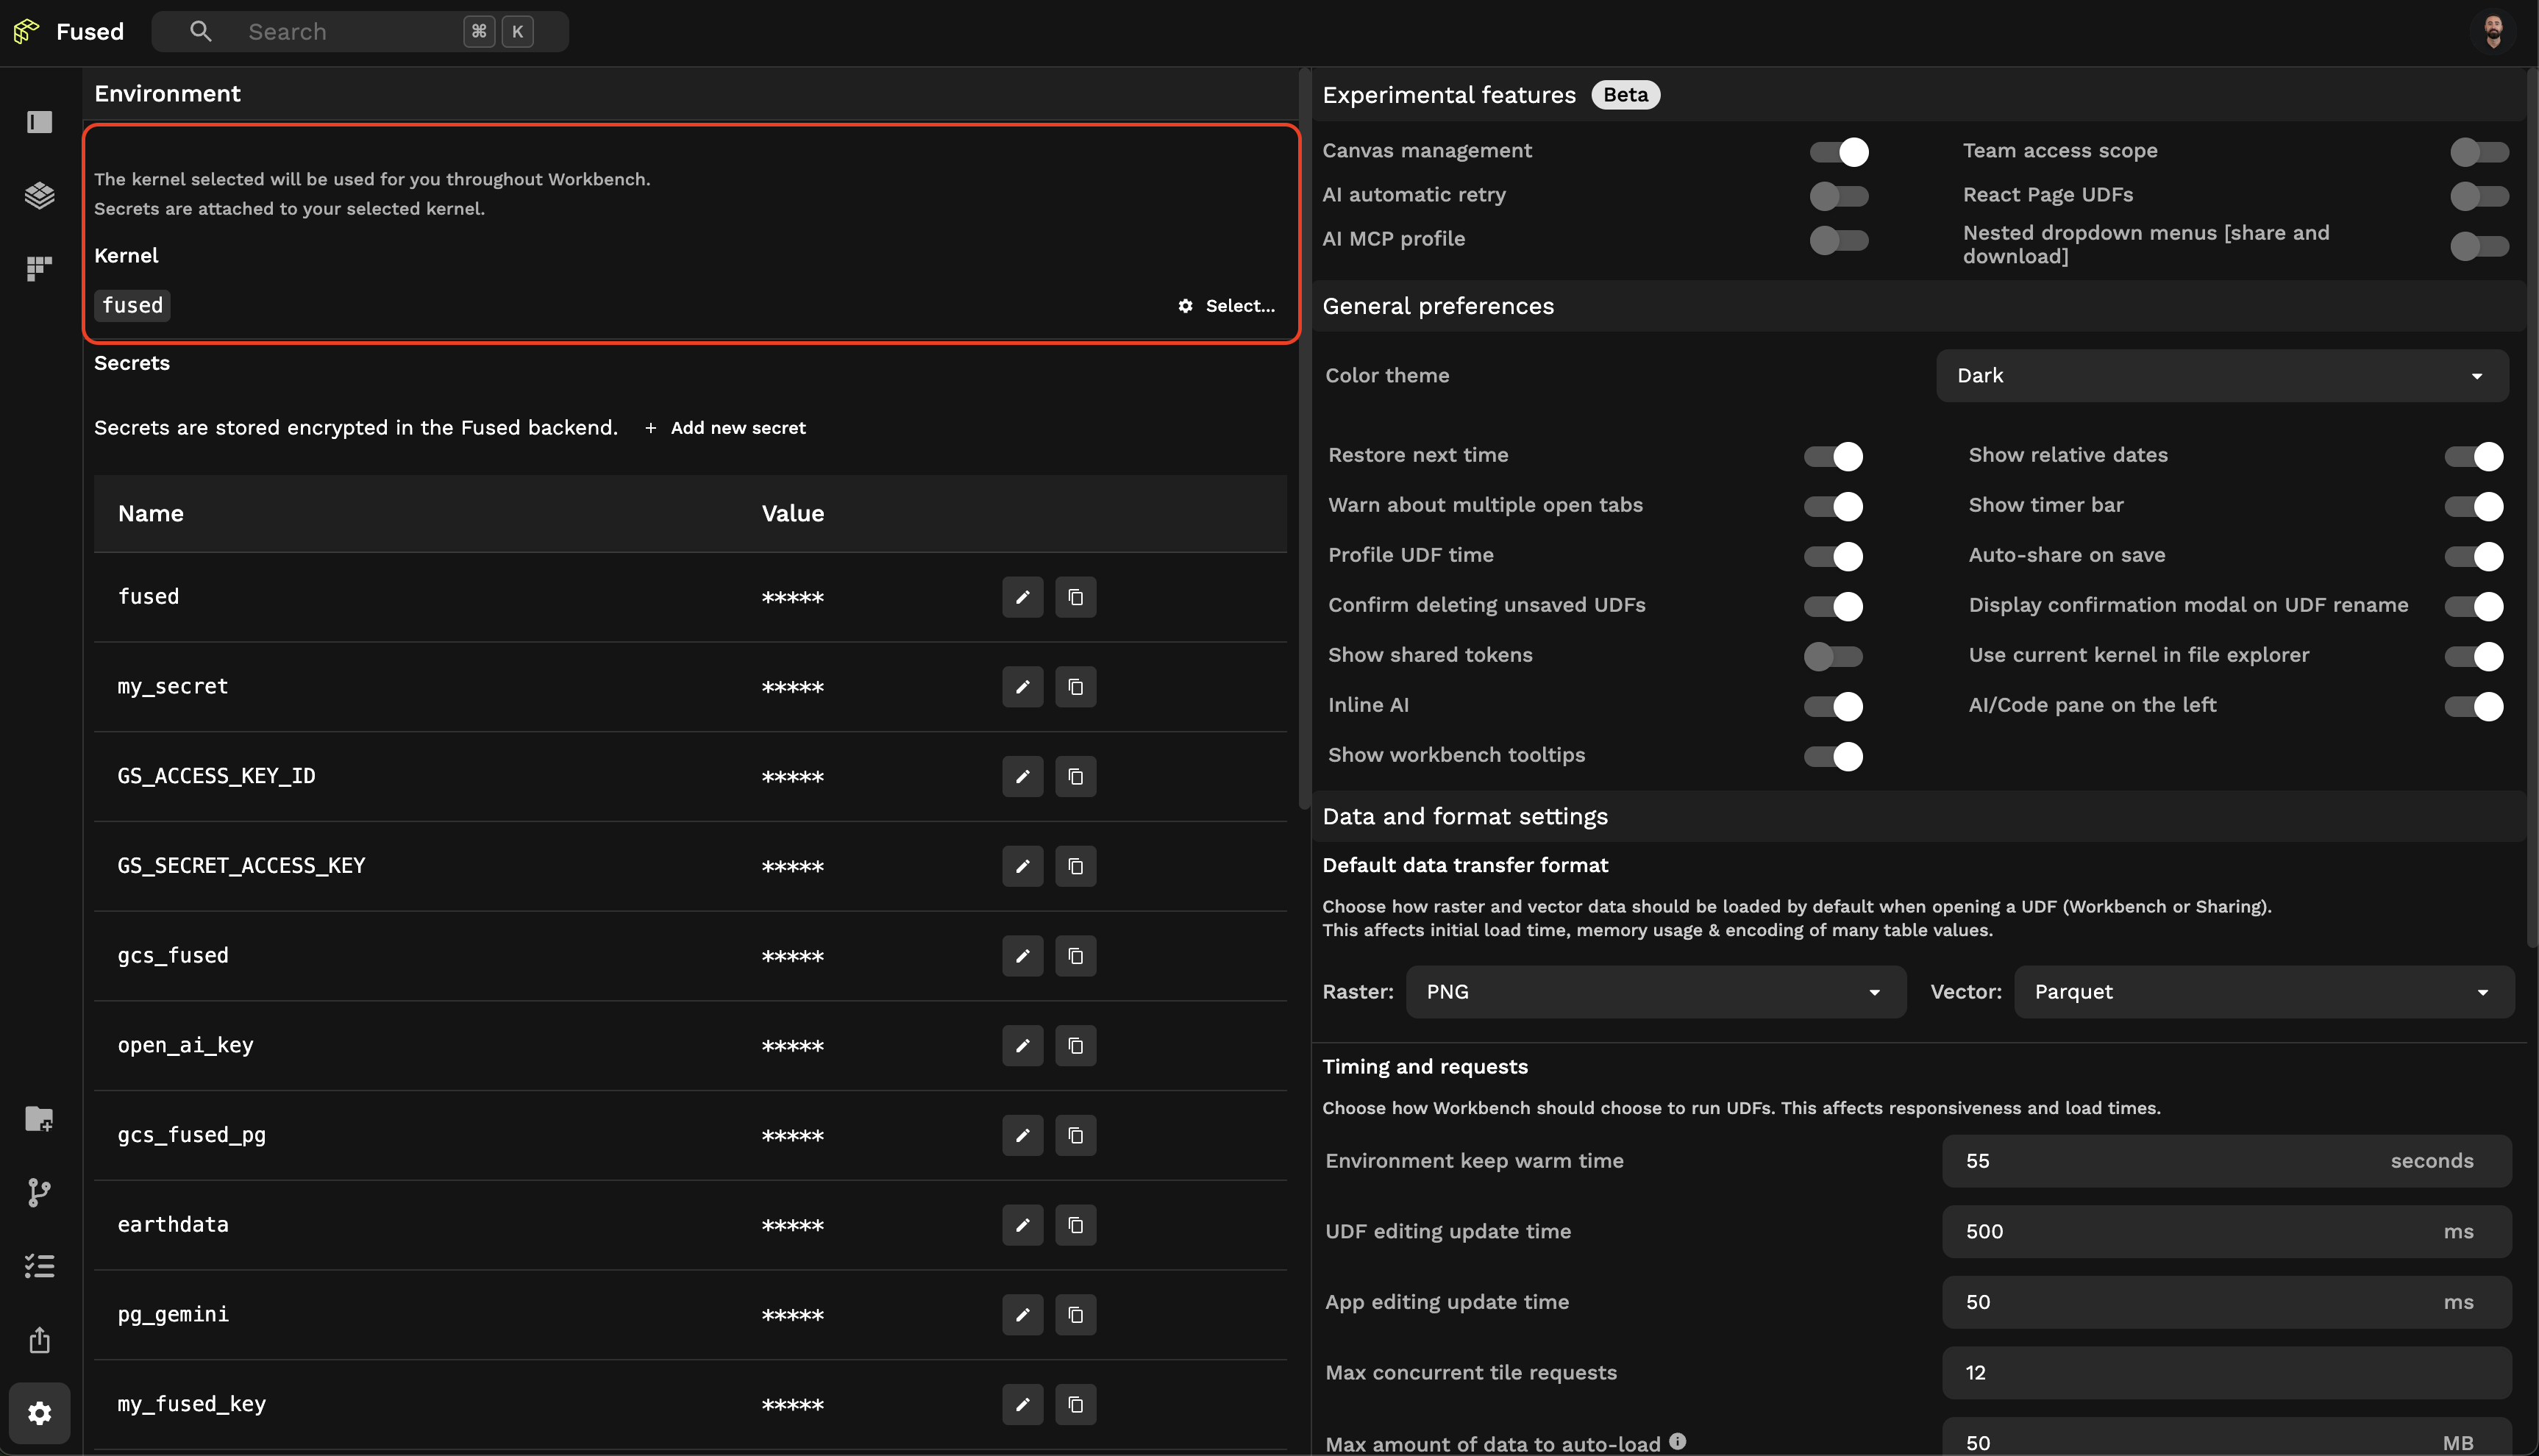 Fused
Search
⌘ K
Environment
The kernel selected will be used for you throughout Workbench.
Secrets are attached to your selected kernel.
Kernel
fused
Select...
Secrets
Secrets are stored encrypted in the Fused backend. + Add new secret
Name Value
fused *****
my_secret *****
GS_ACCESS_KEY_ID *****
GS_SECRET_ACCESS_KEY *****
gcs_fused *****
open_ai_key *****
gcs_fused_pg *****
earthdata *****
pg_gemini *****
my_fused_key *****
Experimental features Beta
Canvas management
Team access scope
AI automatic retry
React Page UDFs
AI MCP profile
Nested dropdown menus [share and
download]
General preferences
Color theme
Dark
Restore next time
Show relative dates
Warn about multiple open tabs
Show timer bar
Profile UDF time
Auto-share on save
Confirm deleting unsaved UDFs
Display confirmation modal on UDF rename
Show shared tokens
Use current kernel in file explorer
Inline AI
AI/Code pane on the left
Show workbench tooltips
Data and format settings
Default data transfer format
Choose how raster and vector data should be loaded by default when opening a UDF (Workbench or Sharing).
This affects initial load time, memory usage & encoding of many table values.
Raster: PNG
Vector: Parquet
Timing and requests
Choose how Workbench should choose to run UDFs. This affects responsiveness and load times.
Environment keep warm time 55 seconds
UDF editing update time 500 ms
App editing update time 50 ms
Max concurrent tile requests 12
Max amount of data to auto-load 50 MB